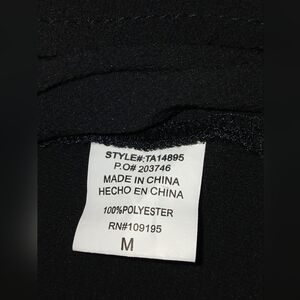 STYLE#:TA14895
P.O# 203746
MADE IN CHINA
HECHO EN CHINA
100%POLYESTER
RN#109195
M